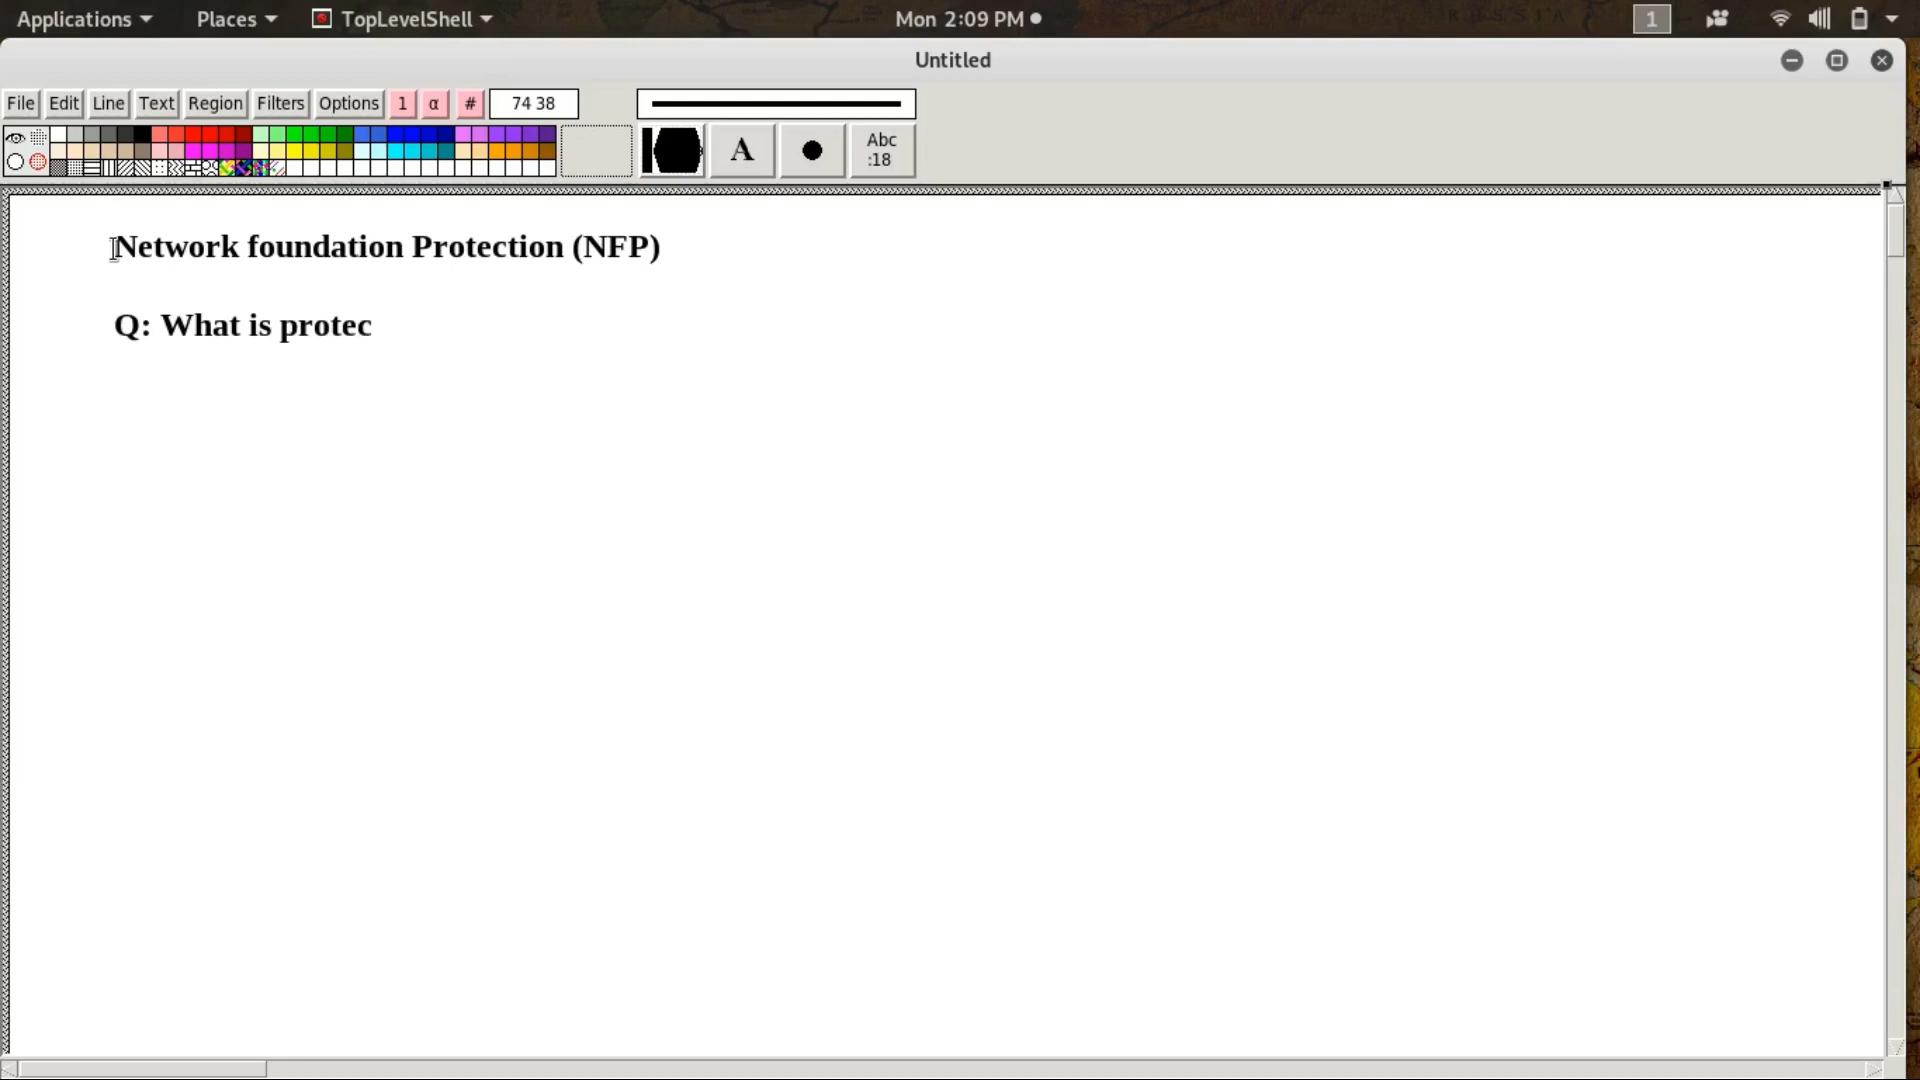 Applications Places TopLevelShell Mon 2:09 PM 1
Untitled
File Edit Line Text Region Filters Options 1 α # 74 38
A Abc
:18
Network foundation Protection (NFP)
Q: What is protec